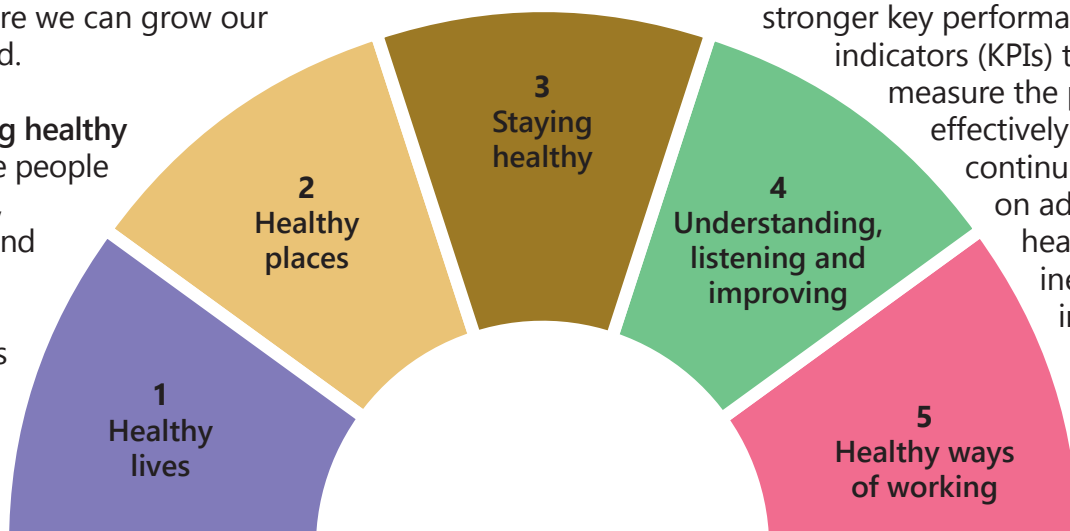 re we can grow our
d.
g healthy
e people
nd
s
1
Healthy
lives
2
Healthy
places
3
Staying
healthy
4
Understanding,
listening and
improving
5
Healthy ways
of working
stronger key performa
indicators (KPIs) t
measure the
effectively
continu
on ad
hea
ine
i